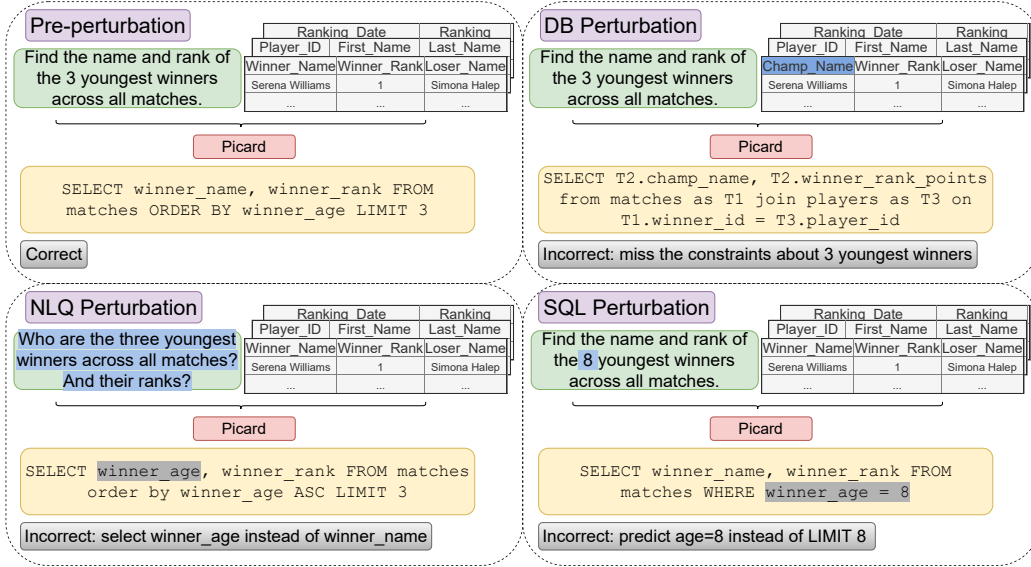 Pre-perturbation
Find the name and rank of
the 3 youngest winners
across all matches.
Ranking_Date Ranking
Player_ID First_Name Last_Name
Winner_Name Winner_Rank Loser_Name
Serena Williams 1 Simona Halep
... ... ...
Picard
SELECT winner_name, winner_rank FROM
matches ORDER BY winner_age LIMIT 3
Correct
DB Perturbation
Find the name and rank of
the 3 youngest winners
across all matches.
Ranking_Date Ranking
Player_ID First_Name Last_Name
Champ_Name Winner_Rank Loser_Name
Serena Williams 1 Simona Halep
... ... ...
Picard
SELECT T2.champ_name, T2.winner_rank_points
from matches as T1 join players as T3 on
T1.winner_id = T3.player_id
Incorrect: miss the constraints about 3 youngest winners
NLQ Perturbation
Who are the three youngest
winners across all matches?
And their ranks?
Ranking_Date Ranking
Player_ID First_Name Last_Name
Winner_Name Winner_Rank Loser_Name
Serena Williams 1 Simona Halep
... ... ...
Picard
SELECT winner_age, winner_rank FROM matches
order by winner_age ASC LIMIT 3
Incorrect: select winner_age instead of winner_name
SQL Perturbation
Find the name and rank of
the 8 youngest winners
across all matches.
Ranking_Date Ranking
Player_ID First_Name Last_Name
Winner_Name Winner_Rank Loser_Name
Serena Williams 1 Simona Halep
... ... ...
Picard
SELECT winner_name, winner_rank FROM
matches WHERE winner_age = 8
Incorrect: predict age=8 instead of LIMIT 8